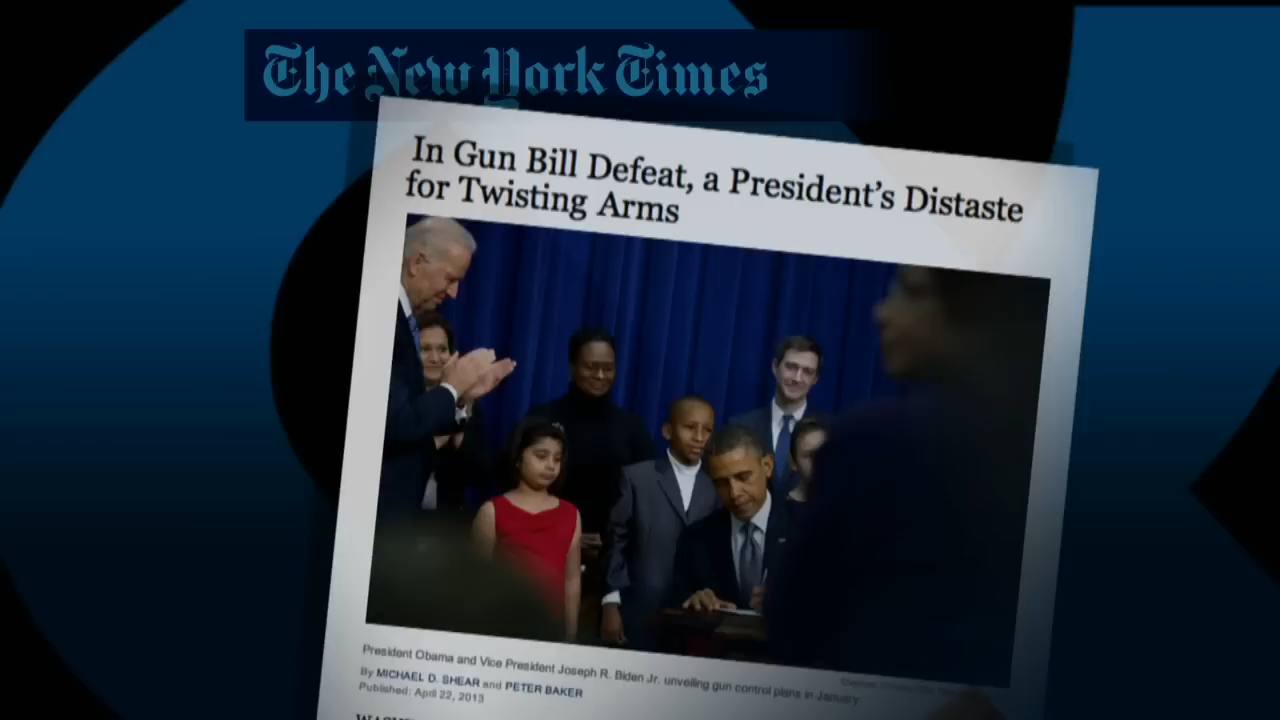 The New York Times
In Gun Bill Defeat, a President's Distaste
for Twisting Arms
President Obama and Vice President Joseph R. Biden Jr. unveiling gun control plans in January.
By MICHAEL D. SHEAR and PETER BAKER
Published: April 22, 2013